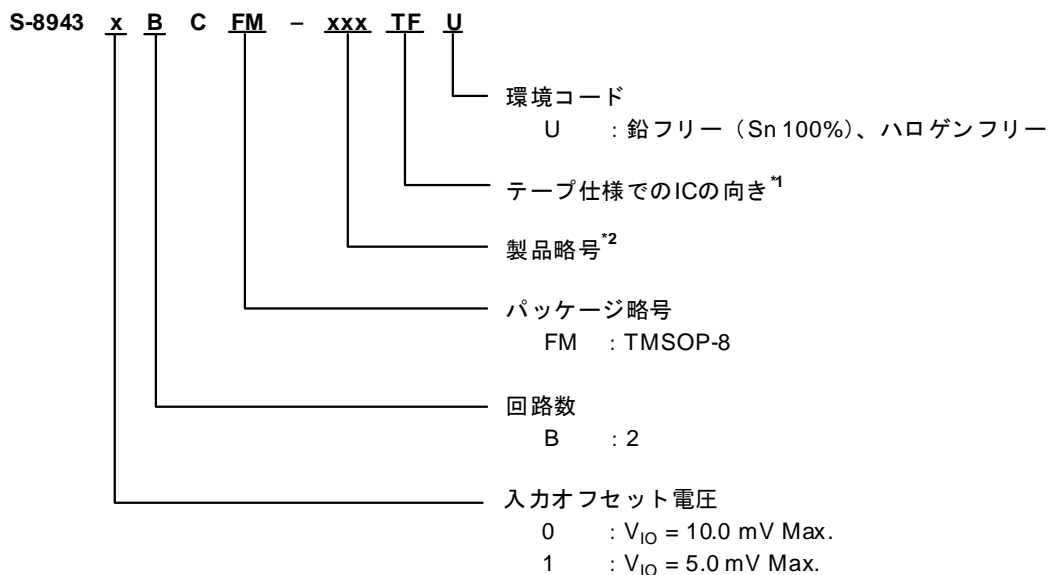 S-8943 x B C FM – xxx TF U
環境コード
U : 鉛フリー（Sn 100%）、ハロゲンフリー
テープ仕様でのICの向き*1
製品略号*2
パッケージ略号
FM : TMSOP-8
回路数
B : 2
入力オフセット電圧
0 : VIO = 10.0 mV Max.
1 : VIO = 5.0 mV Max.